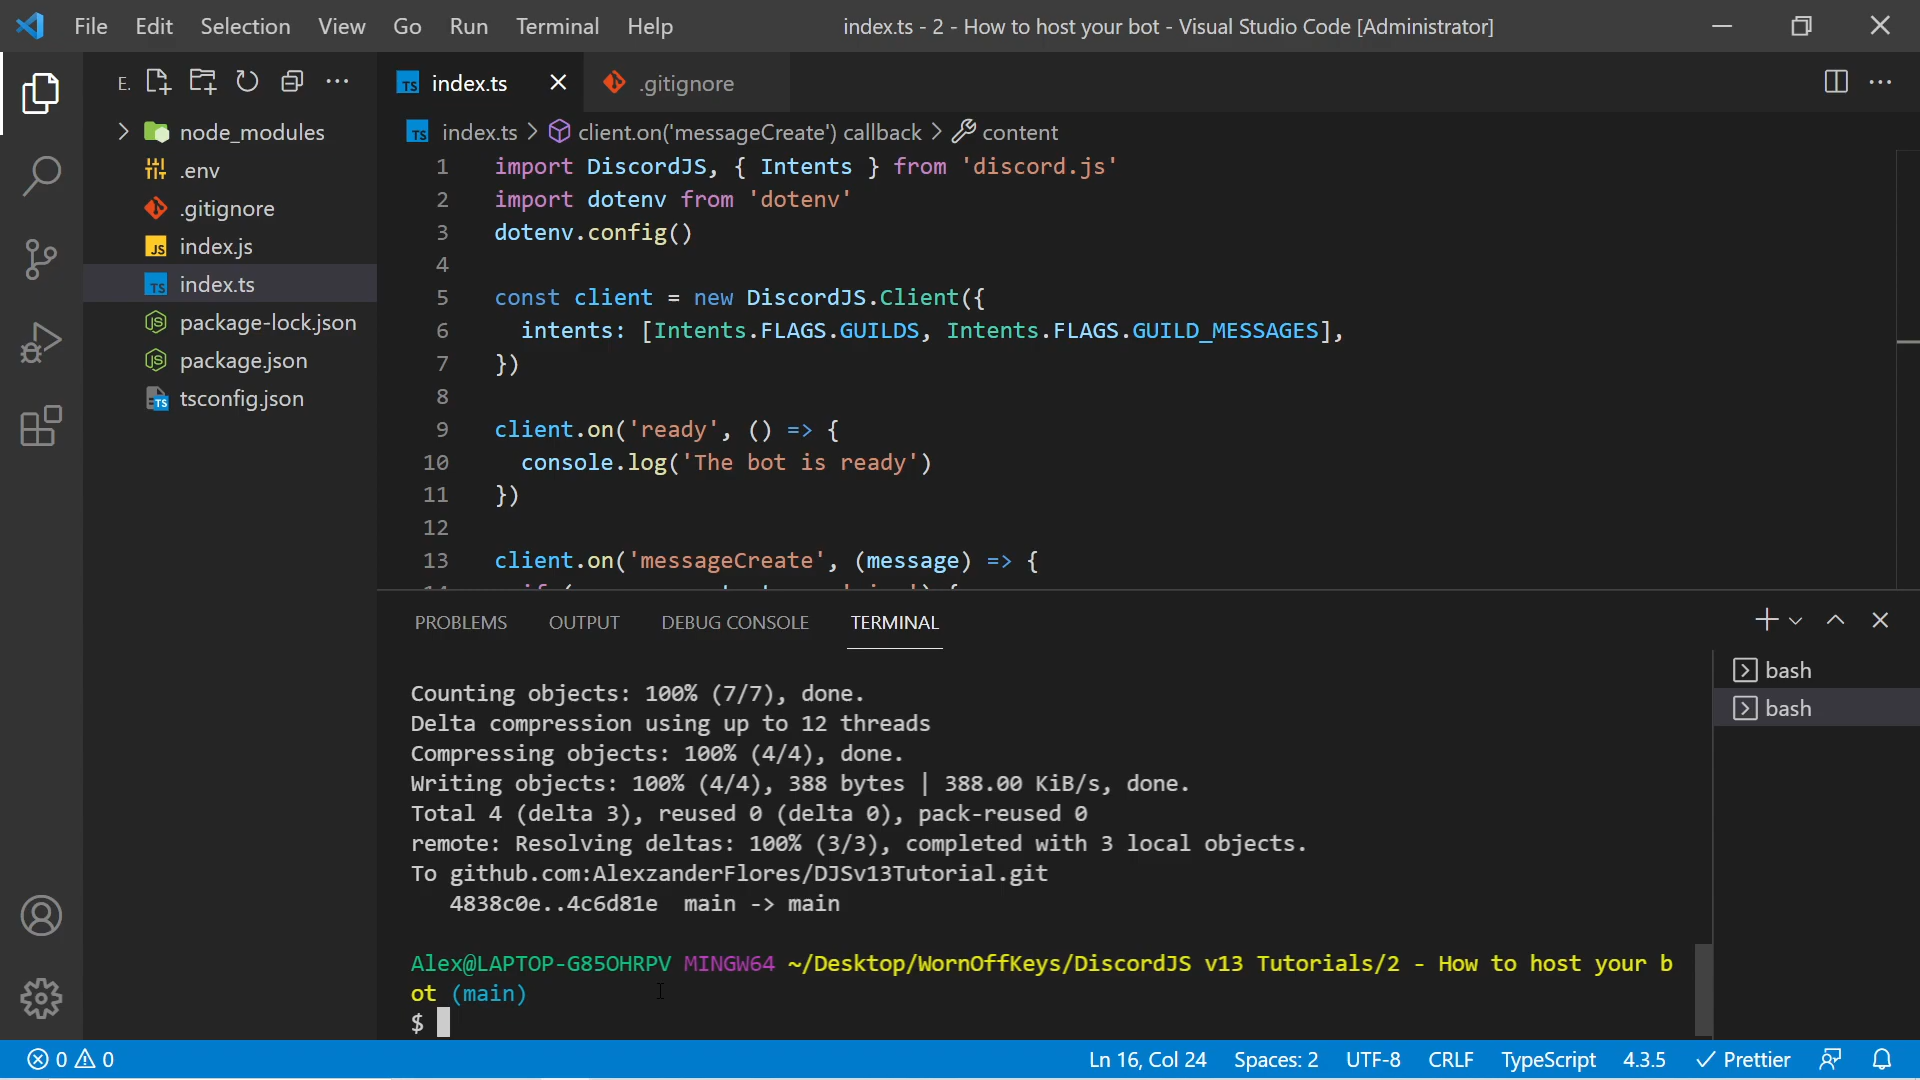 File Edit Selection View Go Run Terminal Help
index.ts - 2 - How to host your bot - Visual Studio Code [Administrator]
E.
index.ts
.gitignore
index.ts > client.on('messageCreate') callback > content
node_modules
.env
.gitignore
index.js
index.ts
package-lock.json
package.json
tsconfig.json
1 import DiscordJS, { Intents } from 'discord.js'
2 import dotenv from 'dotenv'
3 dotenv.config()
4
5 const client = new DiscordJS.Client({
6 intents: [Intents.FLAGS.GUILDS, Intents.FLAGS.GUILD_MESSAGES],
7 })
8
9 client.on('ready', () => {
10 console.log('The bot is ready')
11 })
12
13 client.on('messageCreate', (message) => {
PROBLEMS OUTPUT DEBUG CONSOLE TERMINAL
bash
bash
Counting objects: 100% (7/7), done.
Delta compression using up to 12 threads
Compressing objects: 100% (4/4), done.
Writing objects: 100% (4/4), 388 bytes | 388.00 KiB/s, done.
Total 4 (delta 3), reused 0 (delta 0), pack-reused 0
remote: Resolving deltas: 100% (3/3), completed with 3 local objects.
To github.com:AlexzanderFlores/DJSv13Tutorial.git
4838c0e..4c6d81e main -> main
Alex@LAPTOP-G85OHRPV MINGW64 ~/Desktop/WornOffKeys/DiscordJS v13 Tutorials/2 - How to host your b
ot (main)
$
0 0 Ln 16, Col 24 Spaces: 2 UTF-8 CRLF TypeScript 4.3.5 Prettier